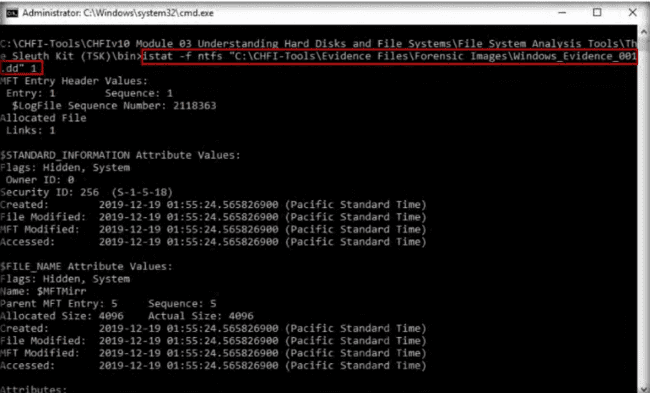 Administrator: C:\Windows\system32\cmd.exe
C:\CHFI-Tools\CHFIv10 Module 03 Understanding Hard Disks and File Systems\File System Analysis Tools\Th
e Sleuth Kit (TSK)\bin>istat -f ntfs "C:\CHFI-Tools\Evidence Files\Forensic Images\Windows_Evidence_001
.dd" 1
MFT Entry Header Values:
Entry: 1 Sequence: 1
$LogFile Sequence Number: 2118363
Allocated File
Links: 1
$STANDARD_INFORMATION Attribute Values:
Flags: Hidden, System
Owner ID: 0
Security ID: 256 (S-1-5-18)
Created: 2019-12-19 01:55:24.565826900 (Pacific Standard Time)
File Modified: 2019-12-19 01:55:24.565826900 (Pacific Standard Time)
MFT Modified: 2019-12-19 01:55:24.565826900 (Pacific Standard Time)
Accessed: 2019-12-19 01:55:24.565826900 (Pacific Standard Time)
$FILE_NAME Attribute Values:
Flags: Hidden, System
Name: $MFTMirr
Parent MFT Entry: 5 Sequence: 5
Allocated Size: 4096 Actual Size: 4096
Created: 2019-12-19 01:55:24.565826900 (Pacific Standard Time)
File Modified: 2019-12-19 01:55:24.565826900 (Pacific Standard Time)
MFT Modified: 2019-12-19 01:55:24.565826900 (Pacific Standard Time)
Accessed: 2019-12-19 01:55:24.565826900 (Pacific Standard Time)
Attributes: